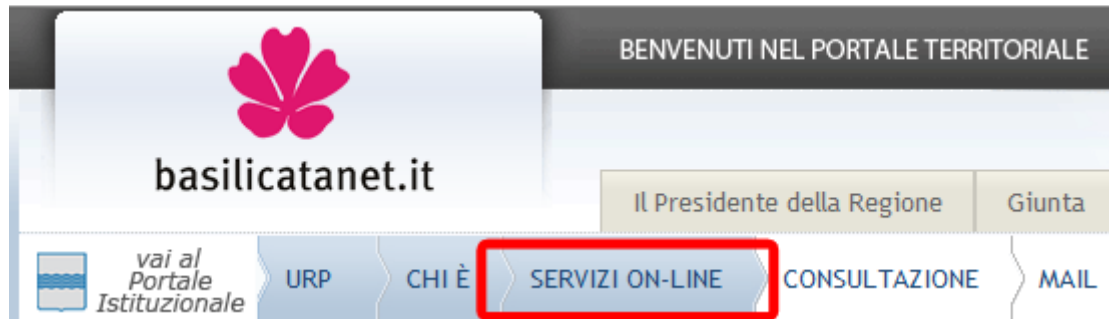 BENVENUTI NEL PORTALE TERRITORIALE
basilicatanet.it
Il Presidente della Regione Giunta
vai al
Portale
Istituzionale
URP CHI È SERVIZI ON-LINE CONSULTAZIONE MAIL